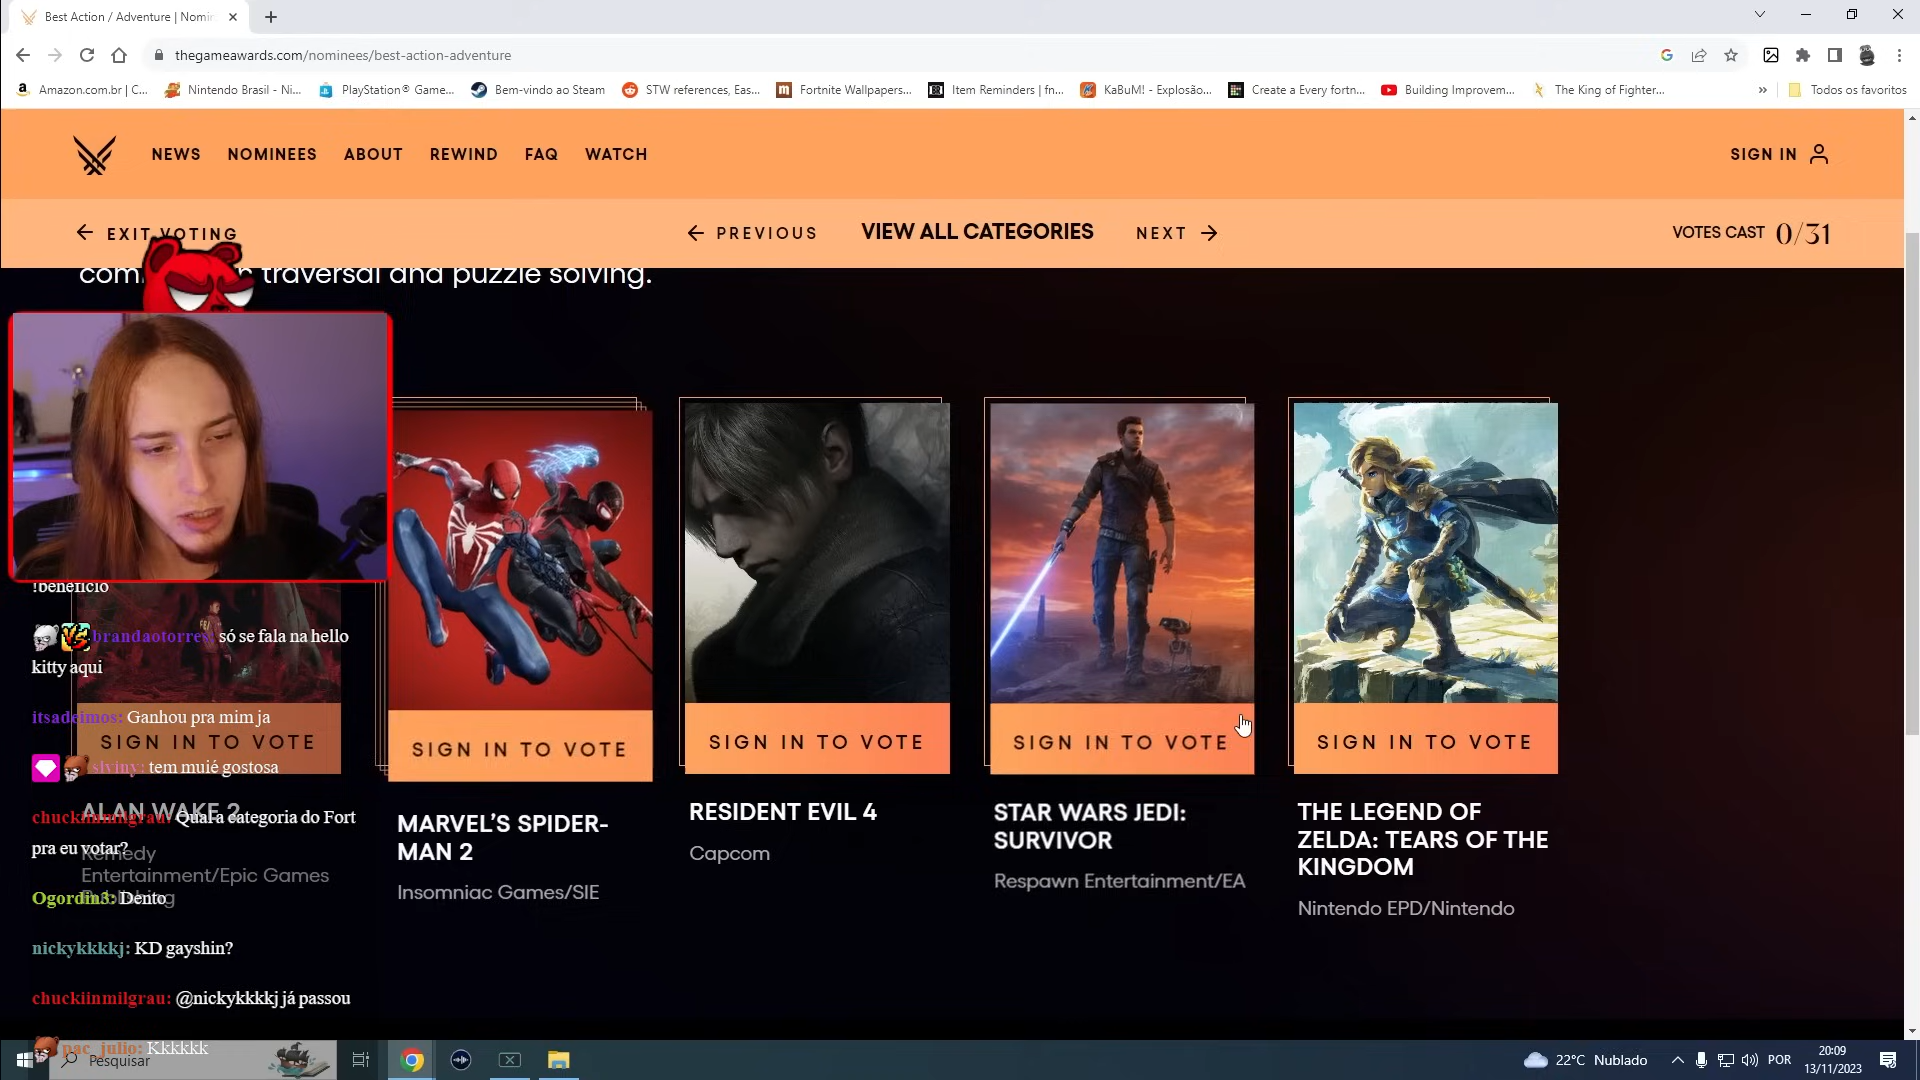 Best Action / Adventure | Nomin
thegameawards.com/nominees/best-action-adventure
Amazon.com.br | C...
Nintendo Brasil - Ni...
PlayStation® Game...
Bem-vindo ao Steam
STW references, Eas...
Fortnite Wallpapers...
Item Reminders | fn...
KaBuM! - Explosão...
Create a Every fortn...
Building Improvem...
The King of Fighter...
»
Todos os favoritos
NEWS
NOMINEES
ABOUT
REWIND
FAQ
WATCH
SIGN IN
EXIT VOTING
PREVIOUS
VIEW ALL CATEGORIES
NEXT
VOTES CAST 0/31
traversal and puzzle solving.
!beneficio
brandaotorres: só se fala na hello
kitty aqui
itsadeimos: Ganhou pra mim ja
SIGN IN TO VOTE
SIGN IN TO VOTE
SIGN IN TO VOTE
SIGN IN TO VOTE
SIGN IN TO VOTE
siviny: tem muié gostosa
ALAN WAKE 2
chuckiinmilgrau: Qual a categoria do Fort
pra eu votar?
Remedy
Entertainment/Epic Games
Ogordin3: Dento
nickykkkkj: KD gayshin?
chuckiinmilgrau: @nickykkkkj já passou
pac_julio: Kkkkkk
MARVEL'S SPIDER-
MAN 2
Insomniac Games/SIE
RESIDENT EVIL 4
Capcom
STAR WARS JEDI:
SURVIVOR
Respawn Entertainment/EA
THE LEGEND OF
ZELDA: TEARS OF THE
KINGDOM
Nintendo EPD/Nintendo
Pesquisar
22°C Nublado
POR
20:09
13/11/2023